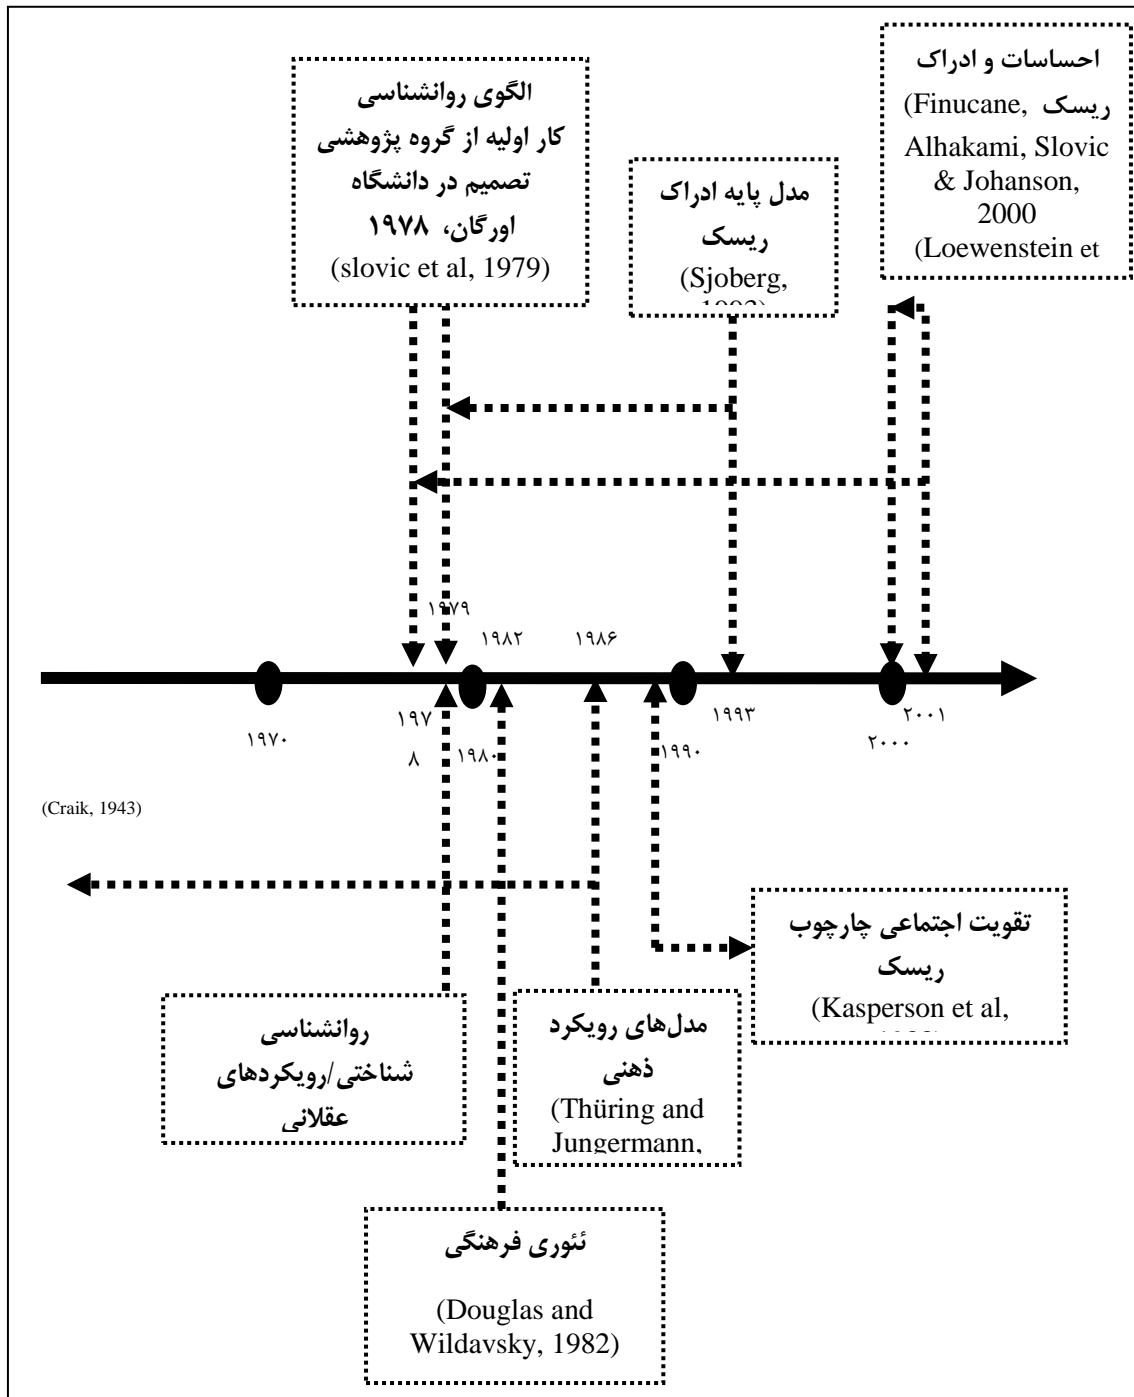 الگوی روانشناسی
کار اولیه از گروه پژوهشی
تصمیم در دانشگاه
اورگان، ۱۹۷۸
(slovic et al, 1979)
مدل پایه ادراک
ریسک
(Sjoberg,
احساسات و ادراک
ریسک (Finucane,
Alhakami, Slovic
& Johanson,
2000
(Loewenstein et
۱۹۷۹
۱۹۸۲
۱۹۸۶
۱۹۷۰
۱۹۷
۸
۱۹۸۰
۱۹۹۰
۱۹۹۳
۲۰۰۰
۲۰۰۱
(Craik, 1943)
تقویت اجتماعی چارچوب
ریسک
(Kasperson et al,
روانشناسی
شناختی/رویکردهای
عقلانی
مدل‌های رویکرد
ذهنی
(Thüring and
Jungermann,
ئئوری فرهنگی
(Douglas and
Wildavsky, 1982)